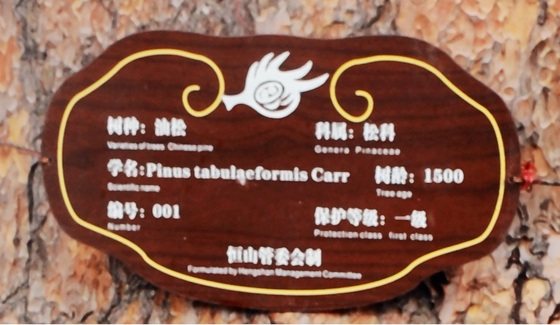 树种：油松 科属：松科
Varieties of trees Chinese pine Genera Pinaceae
学名:Pinus tabulaeformis Carr 树龄：1500
Scientific name Tree age
编号：001 保护等级：一级
Number Protection class first class
恒山管委会制
Formulated by Hengshan Management Committee